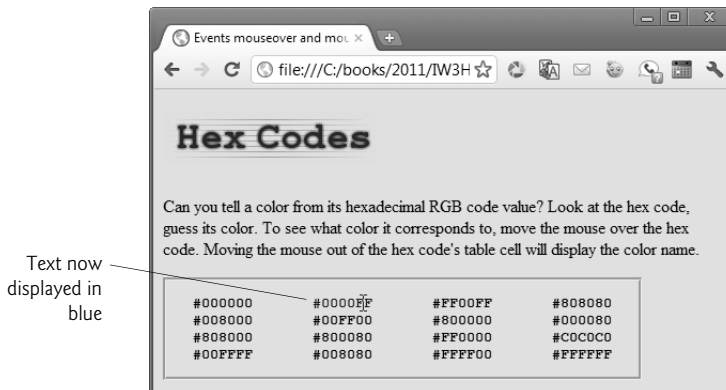 Events mouseover and mou
file:///C:/books/2011/IW3H
Hex Codes
Can you tell a color from its hexadecimal RGB code value? Look at the hex code,
guess its color. To see what color it corresponds to, move the mouse over the hex
code. Moving the mouse out of the hex code's table cell will display the color name.
Text now
displayed in
blue
#000000 #0000FF #FF00FF #808080
#008000 #00FF00 #800000 #000080
#808000 #800080 #FF0000 #C0C0C0
#00FFFF #008080 #FFFF00 #FFFFFF